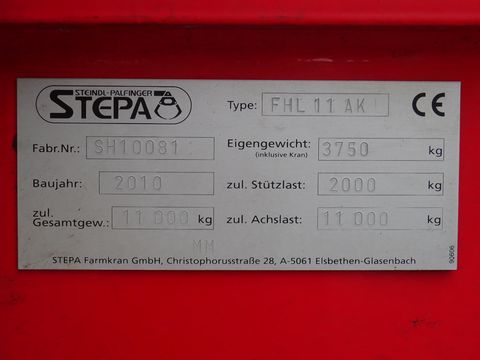 STEINDL-PALFINGER
STEPA
Type: FHL 11 AK
CE
Fabr.Nr.: SH10081
Eigengewicht: 3750 kg
(inklusive Kran)
Baujahr: 2010
zul. Stützlast: 2000 kg
zul. Gesamtgew.: 11 000 kg
zul. Achslast: 11 000 kg
MM
STEPA Farmkran GmbH, Christophorusstraße 28, A-5061 Elsbethen-Glasenbach
90606